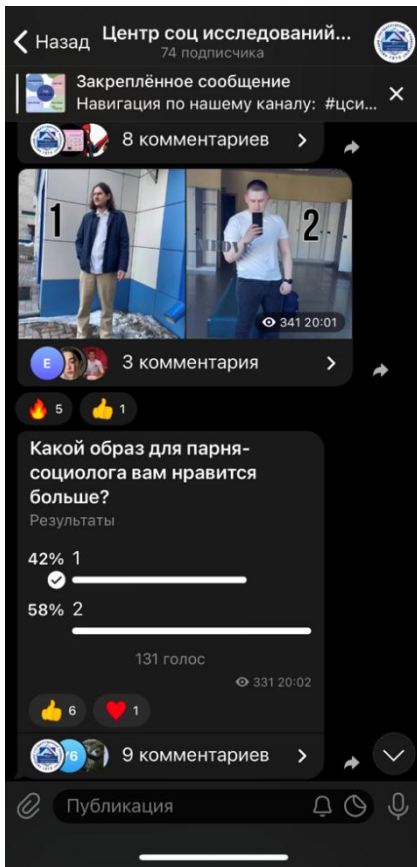 Назад
Центр соц исследований...
74 подписчика
Закреплённое сообщение
Навигация по нашему каналу: #цси...
8 комментариев
1
2
MOVE
341 20:01
E
3 комментария
5
1
Какой образ для парня-
социолога вам нравится
больше?
Результаты
42% 1
58% 2
131 голос
331 20:02
6
1
9 комментариев
Публикация